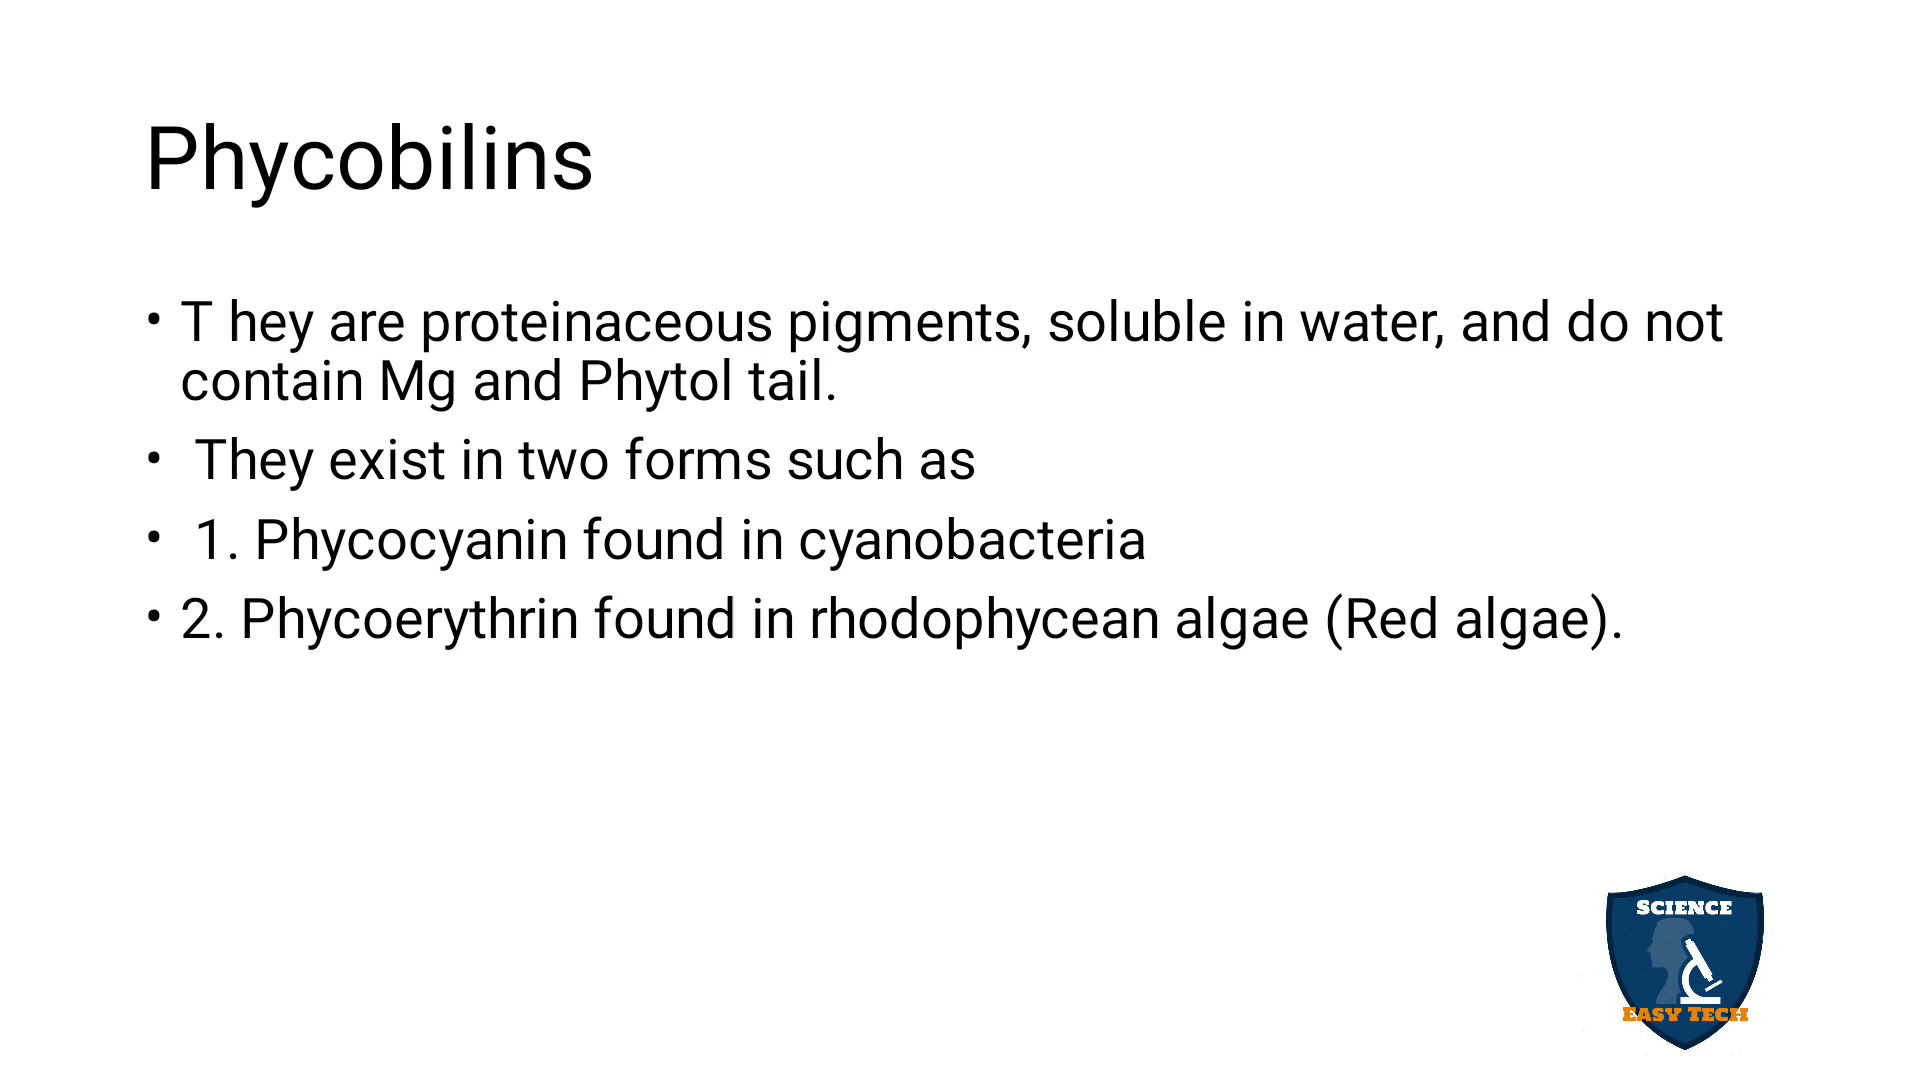 Phycobilins
• T hey are proteinaceous pigments, soluble in water, and do not
contain Mg and Phytol tail.
• They exist in two forms such as
• 1. Phycocyanin found in cyanobacteria
• 2. Phycoerythrin found in rhodophycean algae (Red algae).
SCIENCE
EASY TECH